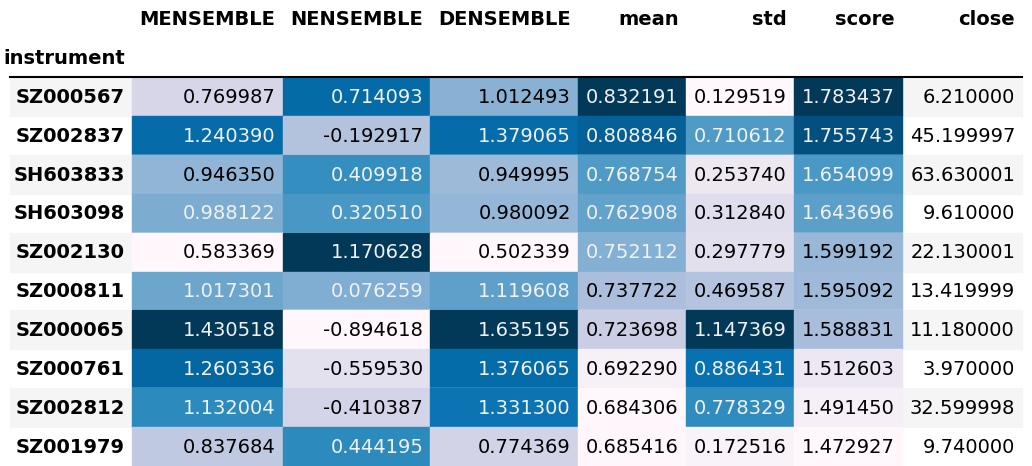 MENSEMBLE NENSEMBLE DENSEMBLE mean std score close
instrument
SZ000567 0.769987 0.714093 1.012493 0.832191 0.129519 1.783437 6.210000
SZ002837 1.240390 -0.192917 1.379065 0.808846 0.710612 1.755743 45.199997
SH603833 0.946350 0.409918 0.949995 0.768754 0.253740 1.654099 63.630001
SH603098 0.988122 0.320510 0.980092 0.762908 0.312840 1.643696 9.610000
SZ002130 0.583369 1.170628 0.502339 0.752112 0.297779 1.599192 22.130001
SZ000811 1.017301 0.076259 1.119608 0.737722 0.469587 1.595092 13.419999
SZ000065 1.430518 -0.894618 1.635195 0.723698 1.147369 1.588831 11.180000
SZ000761 1.260336 -0.559530 1.376065 0.692290 0.886431 1.512603 3.970000
SZ002812 1.132004 -0.410387 1.331300 0.684306 0.778329 1.491450 32.599998
SZ001979 0.837684 0.444195 0.774369 0.685416 0.172516 1.472927 9.740000